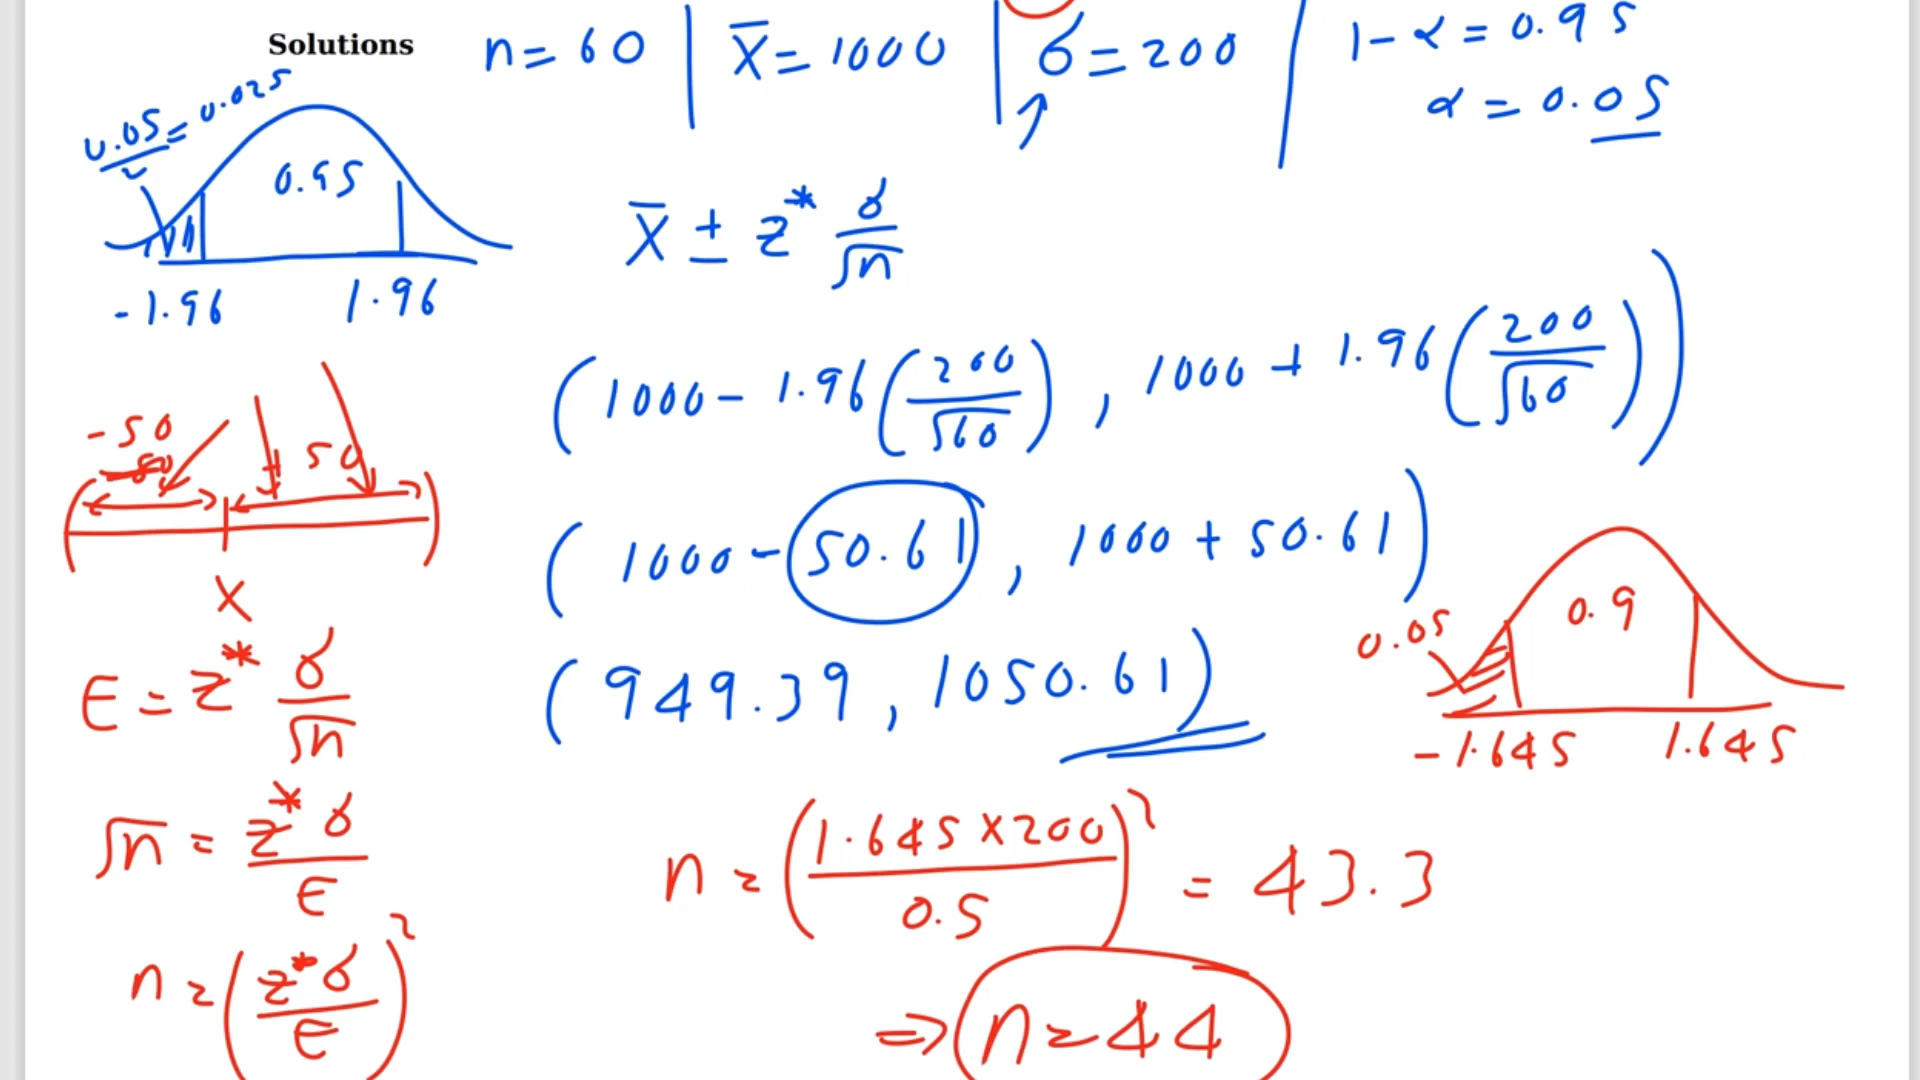 Solutions
n = 60 | x̄ = 1000 | σ = 200 | 1 - α = 0.95
α = 0.05
0.05/2 = 0.025
0.95
-1.96 1.96
x̄ ± z* σ/√n
(1000 - 1.96(200/√60), 1000 + 1.96(200/√60))
(1000 - 50.61, 1000 + 50.61)
(949.39, 1050.61)
-50
+50
x
E = z* σ/√n
√n = z* σ/E
n = (z* σ/E)²
0.05 0.9
-1.645 1.645
n = (1.645 × 200/0.5)² = 43.3
⇒ n = 44